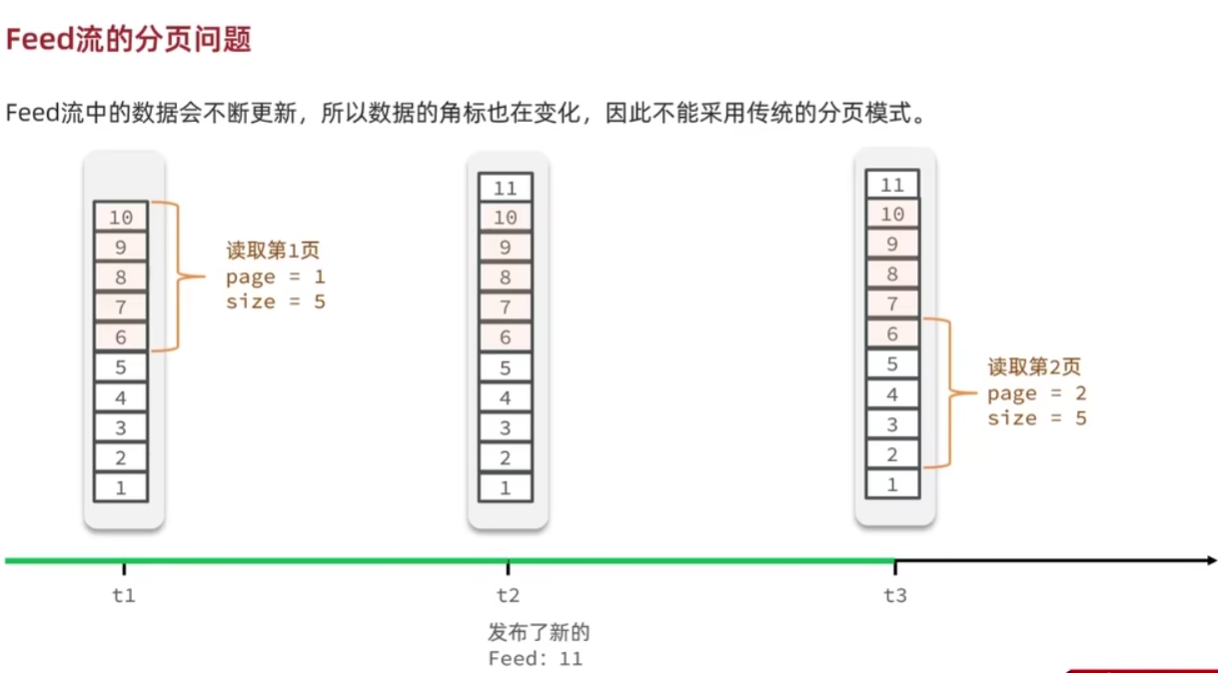 Feed流的分页问题
Feed流中的数据会不断更新，所以数据的角标也在变化，因此不能采用传统的分页模式。
10
9
8
7
6
5
4
3
2
1
读取第1页
page = 1
size = 5
11
10
9
8
7
6
5
4
3
2
1
11
10
9
8
7
6
5
4
3
2
1
读取第2页
page = 2
size = 5
t1
t2
t3
发布了新的
Feed: 11